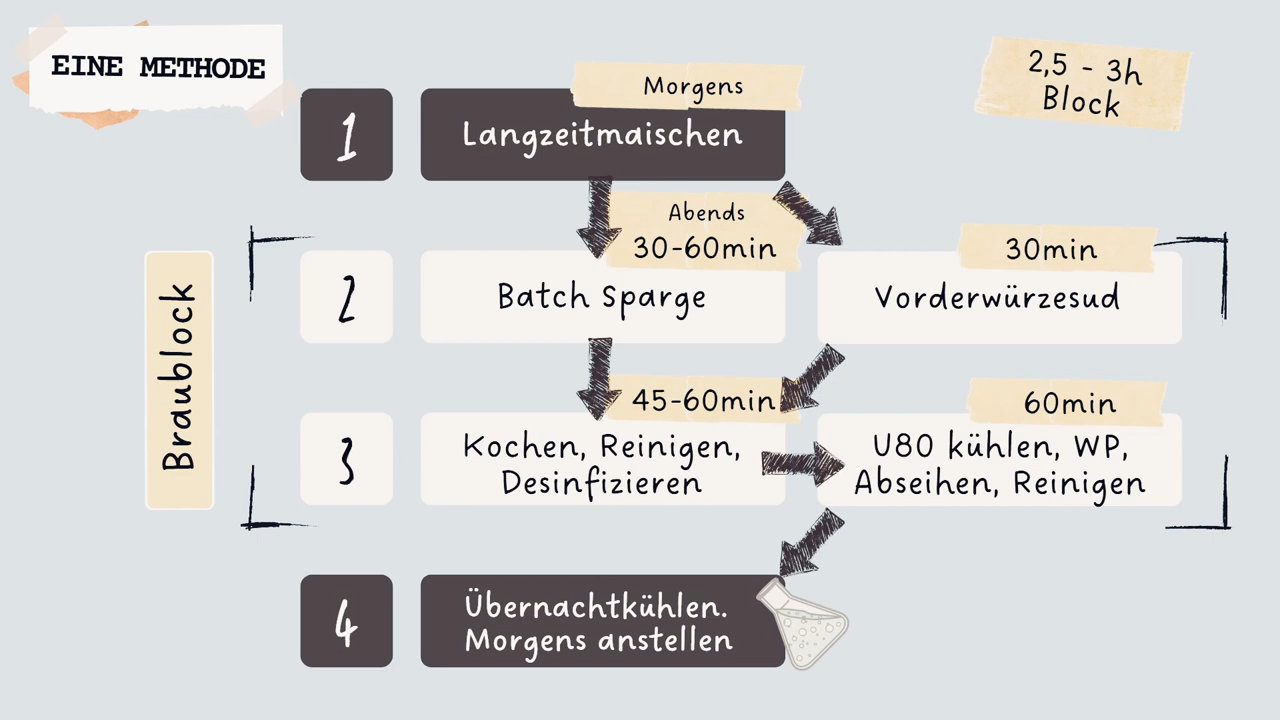 EINE METHODE
2,5 - 3h
Block
Morgens
1
Langzeitmaischen
Abends
30-60min
30min
Braublock
2
Batch Sparge
Vorderwürzesud
45-60min
60min
3
Kochen, Reinigen,
Desinfizieren
U80 kühlen, WP,
Abseihen, Reinigen
4
Übernachtkühlen.
Morgens anstellen